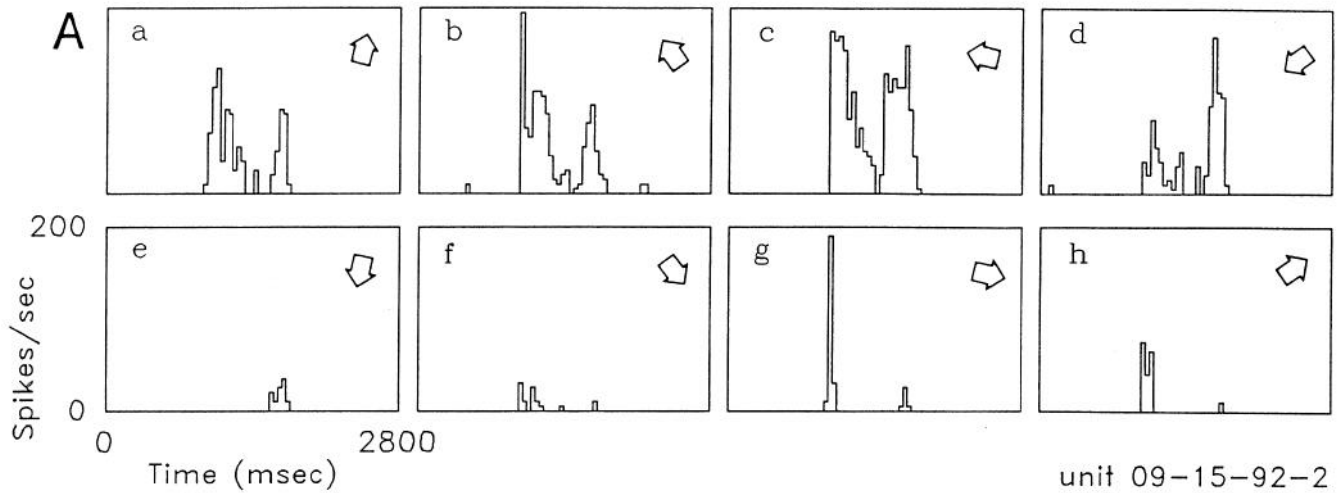 A
a b c d
200
e f g h
Spikes/sec
0
0 2800
Time (msec)
unit 09-15-92-2